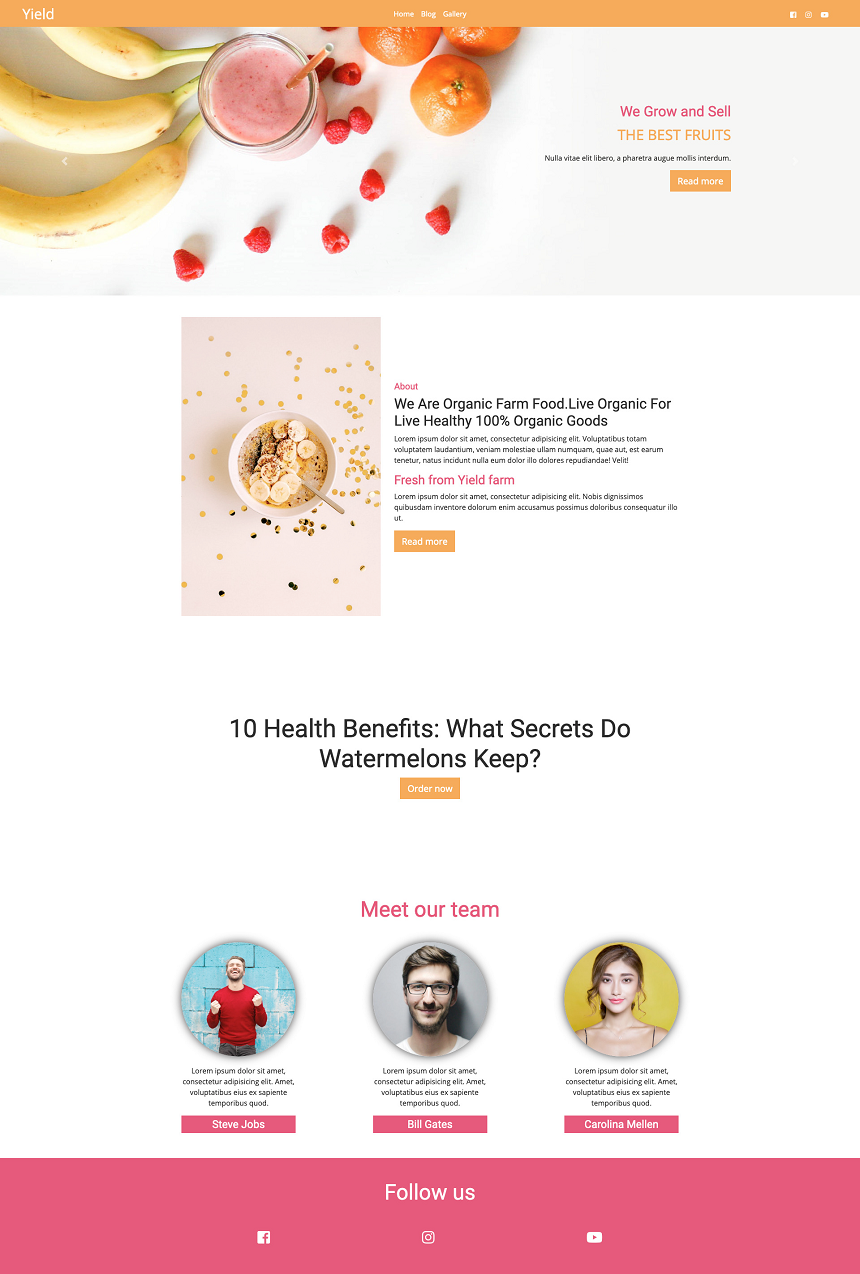 Yield
Home Blog Gallery
We Grow and Sell
THE BEST FRUITS
Nulla vitae elit libero, a pharetra augue mollis interdum.
Read more
About
We Are Organic Farm Food.Live Organic For
Live Healthy 100% Organic Goods
Lorem ipsum dolor sit amet, consectetur adipisicing elit. Voluptatibus totam
voluptatem laudantium, veniam molestiae ullam numquam, quae aut, est earum
tenetur, natus incidunt nulla eum dolor illo dolores repudiandae! Velit!
Fresh from Yield farm
Lorem ipsum dolor sit amet, consectetur adipisicing elit. Nobis dignissimos
quibusdam inventore dolorum enim accusamus possimus doloribus consequatur illo
ut.
Read more
10 Health Benefits: What Secrets Do
Watermelons Keep?
Order now
Meet our team
Lorem ipsum dolor sit amet,
consectetur adipisicing elit. Amet,
voluptatibus eius ex sapiente
temporibus quod.
Steve Jobs
Lorem ipsum dolor sit amet,
consectetur adipisicing elit. Amet,
voluptatibus eius ex sapiente
temporibus quod.
Bill Gates
Lorem ipsum dolor sit amet,
consectetur adipisicing elit. Amet,
voluptatibus eius ex sapiente
temporibus quod.
Carolina Mellen
Follow us